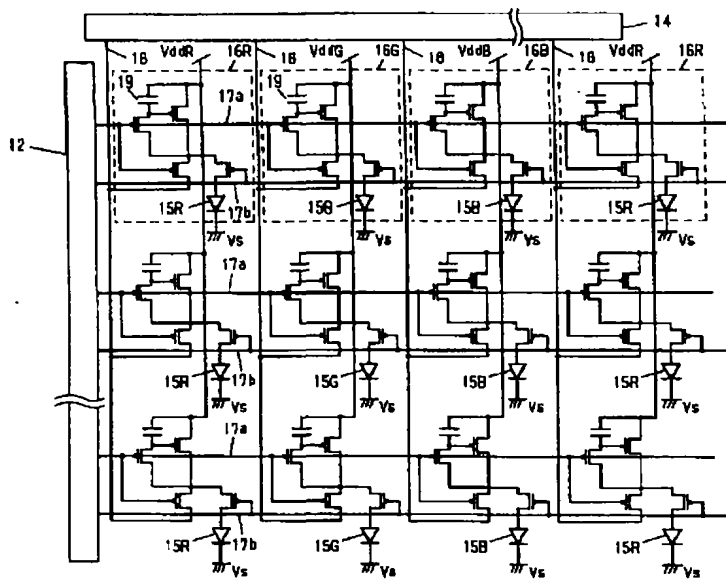 14
18 VddR 16R 18 VddG 16G 18 VddB 16B 18 VddR 16R
12
19 17a 19
17b
15R 15G 15B 15R
Vs Vs Vs Vs
17a
15R 17b 15G 15B 15R
Vs Vs Vs Vs
17a
15R 17b 15G 15B 15R
Vs Vs Vs Vs